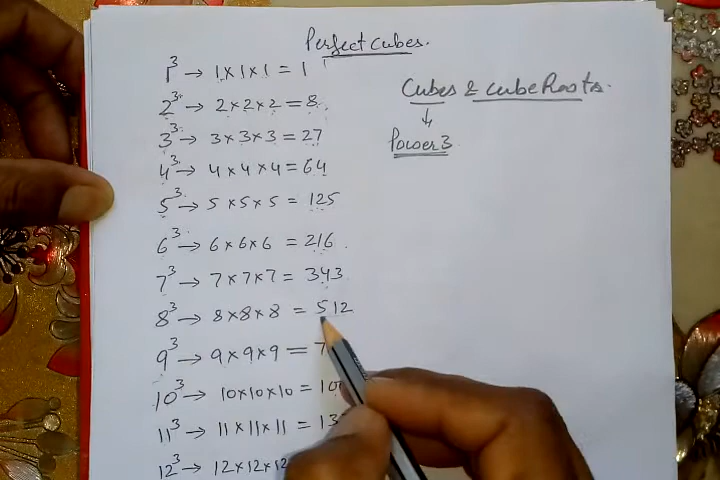 Perfect cubes.
1³ → 1×1×1 = 1
2³ → 2×2×2 = 8
3³ → 3×3×3 = 27
4³ → 4×4×4 = 64
5³ → 5×5×5 = 125
6³ → 6×6×6 = 216
7³ → 7×7×7 = 343
8³ → 8×8×8 = 512
9³ → 9×9×9 = 7
10³ → 10×10×10 = 10
11³ → 11×11×11 = 13
12³ → 12×12×12
Cubes & cube Roots.
↓
Power 3